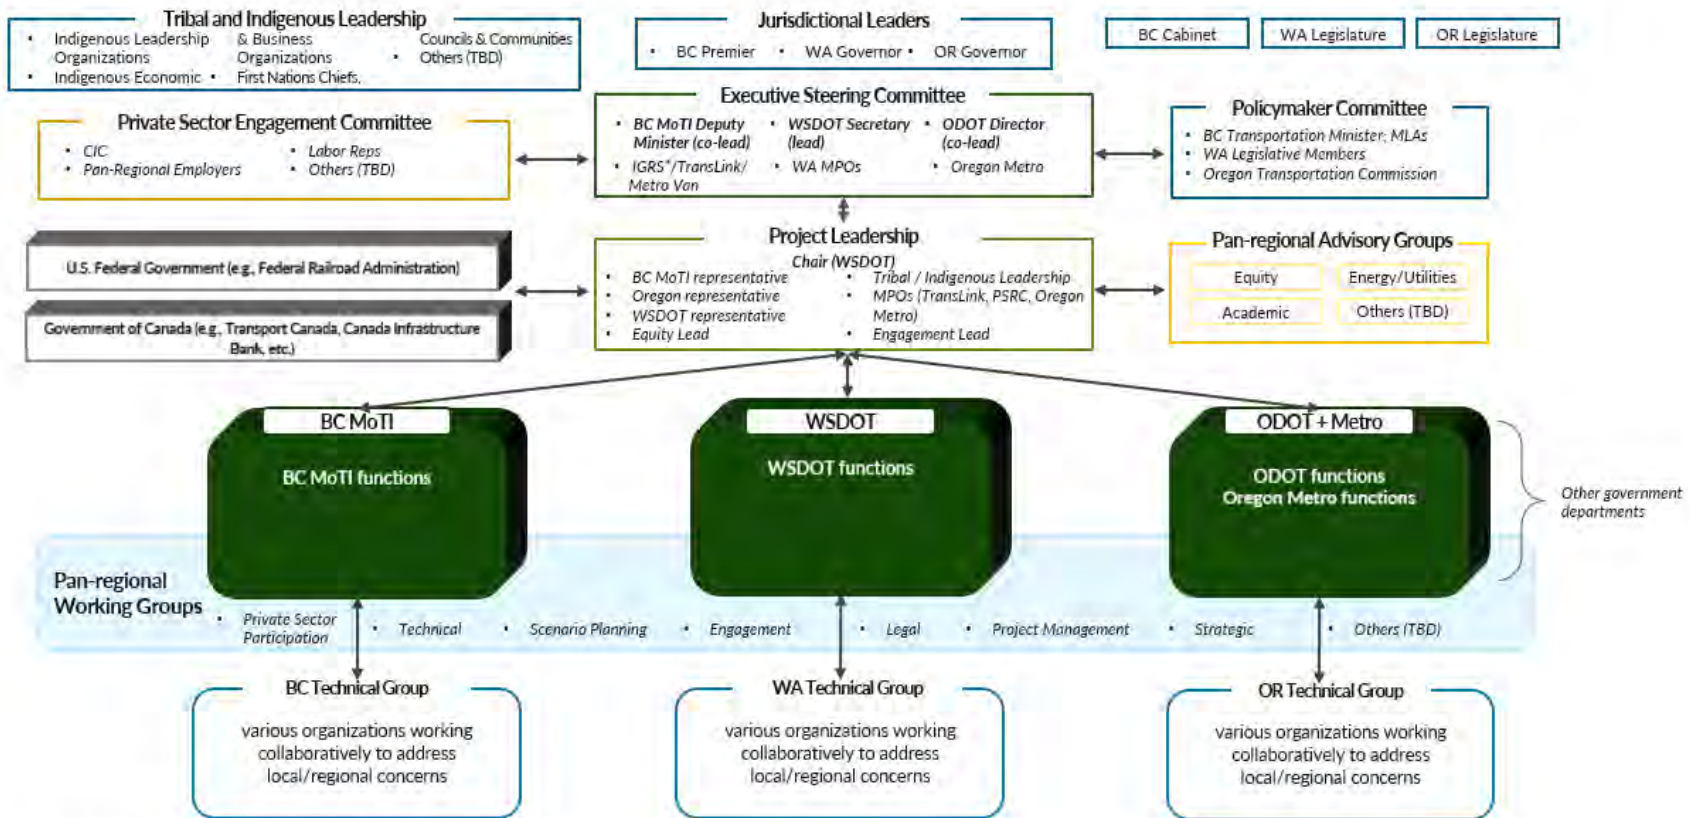 Tribal and Indigenous Leadership
• Indigenous Leadership
Organizations
• Indigenous Economic
& Business
Organizations
• First Nations Chiefs,
Councils & Communities
• Others (TBD)
Jurisdictional Leaders
• BC Premier • WA Governor • OR Governor
BC Cabinet
WA Legislature
OR Legislature
Private Sector Engagement Committee
• CIC
• Pan-Regional Employers
• Labor Reps
• Others (TBD)
Executive Steering Committee
• BC MoTI Deputy
Minister (co-lead)
• IGRS*/TransLink/
Metro Van
• WSDOT Secretary
(lead)
• WA MPOs
• ODOT Director
(co-lead)
• Oregon Metro
Policymaker Committee
• BC Transportation Minister; MLAs
• WA Legislative Members
• Oregon Transportation Commission
U.S. Federal Government (e.g., Federal Railroad Administration)
Government of Canada (e.g., Transport Canada, Canada Infrastructure
Bank, etc.)
Project Leadership
Chair (WSDOT)
• BC MoTI representative
• Oregon representative
• WSDOT representative
• Equity Lead
• Tribal / Indigenous Leadership
• MPOs (TransLink, PSRC, Oregon
Metro)
• Engagement Lead
Pan-regional Advisory Groups
Equity
Energy/Utilities
Academic
Others (TBD)
BC MoTI
BC MoTI functions
WSDOT
WSDOT functions
ODOT + Metro
ODOT functions
Oregon Metro functions
Other government
departments
Pan-regional
Working Groups
• Private Sector
Participation
• Technical
• Scenario Planning
• Engagement
• Legal
• Project Management
• Strategic
• Others (TBD)
BC Technical Group
various organizations working
collaboratively to address
local/regional concerns
WA Technical Group
various organizations working
collaboratively to address
local/regional concerns
OR Technical Group
various organizations working
collaboratively to address
local/regional concerns